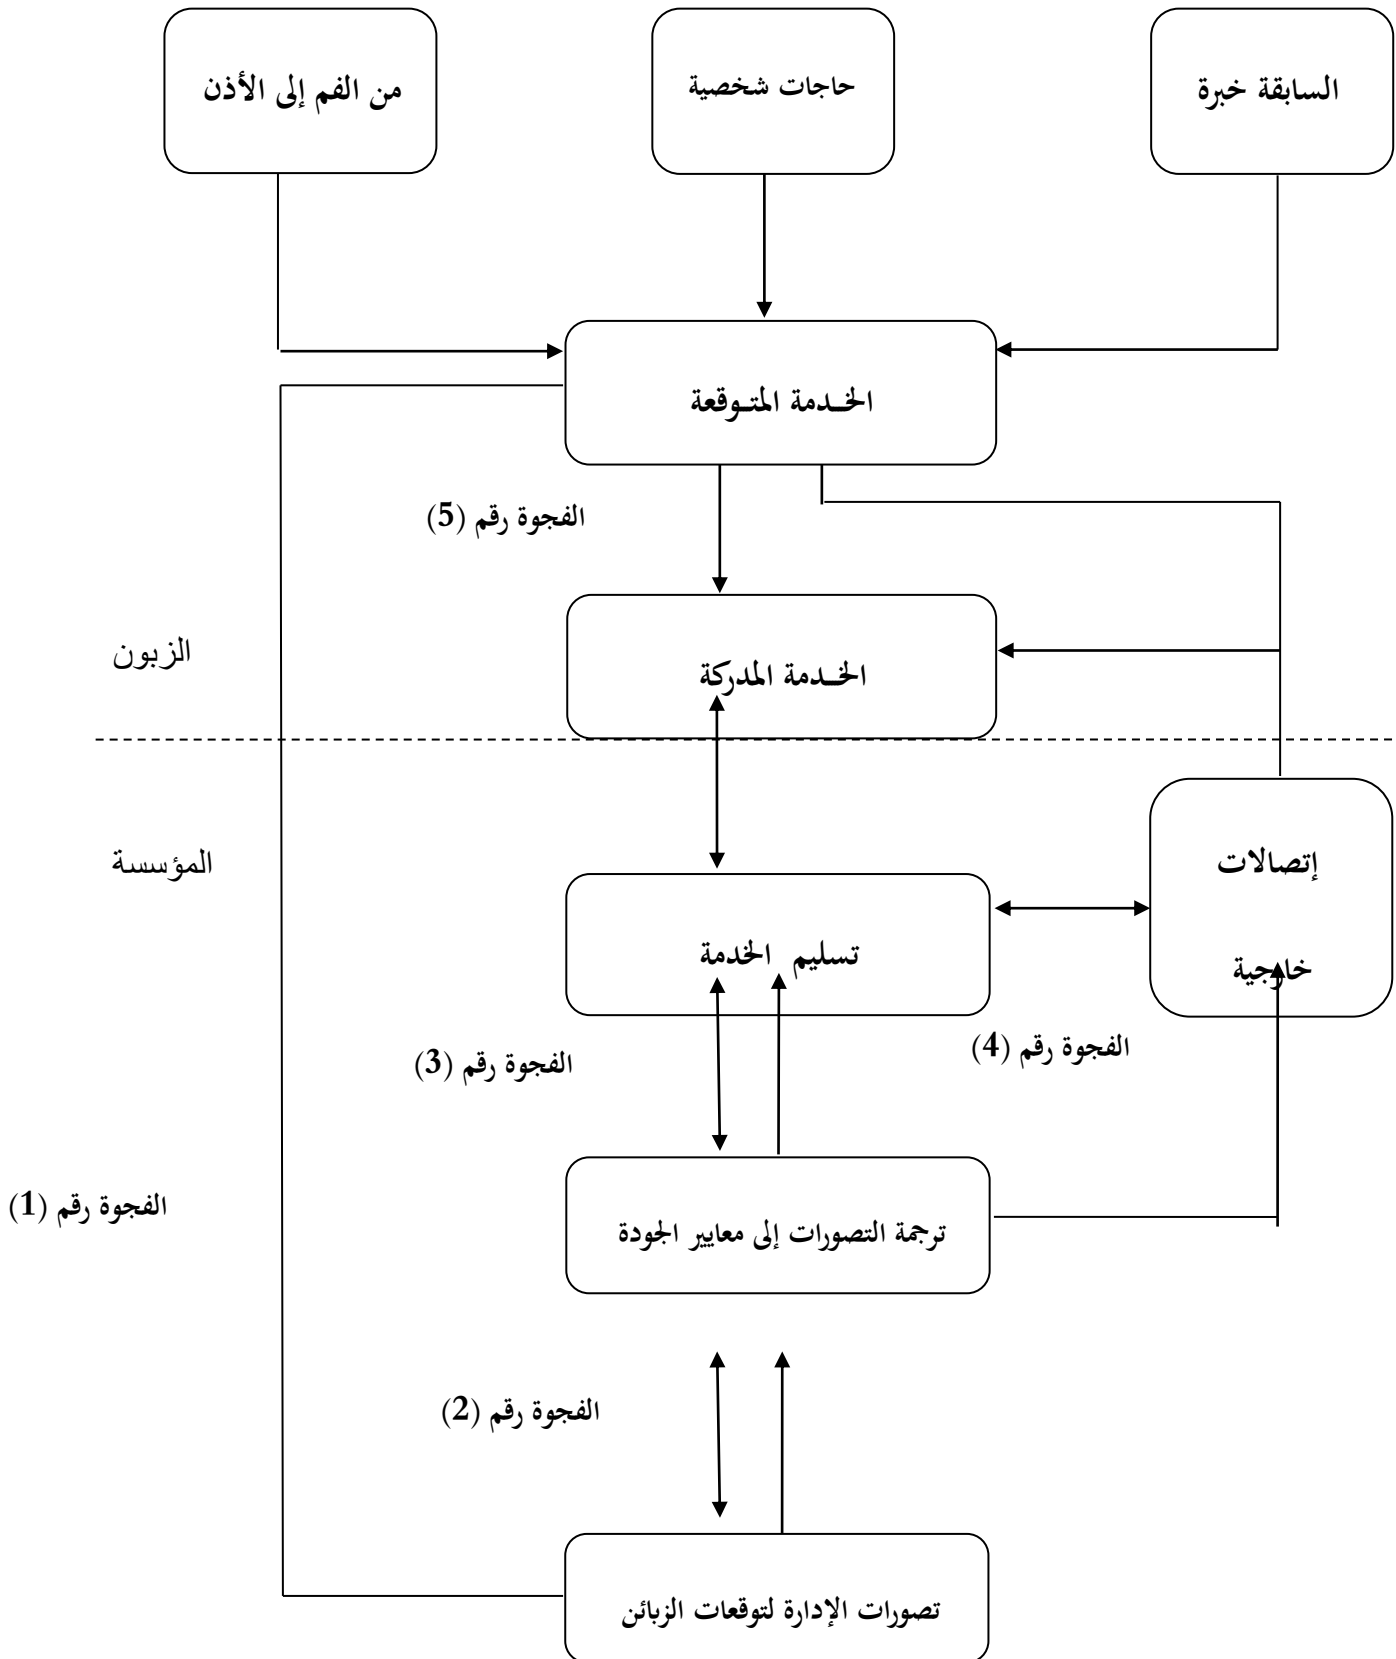 السابقة خبرة
حاجات شخصية
من الفم إلى الأذن
الخـدمة المتـوقعة
الفجوة رقم (5)
الزبون
الخـدمة المدركة
المؤسسة
إتصالات
خارجية
تسليم الخدمة
الفجوة رقم (4)
الفجوة رقم (3)
الفجوة رقم (1)
ترجمة التصورات إلى معايير الجودة
الفجوة رقم (2)
تصورات الإدارة لتوقعات الزبائن